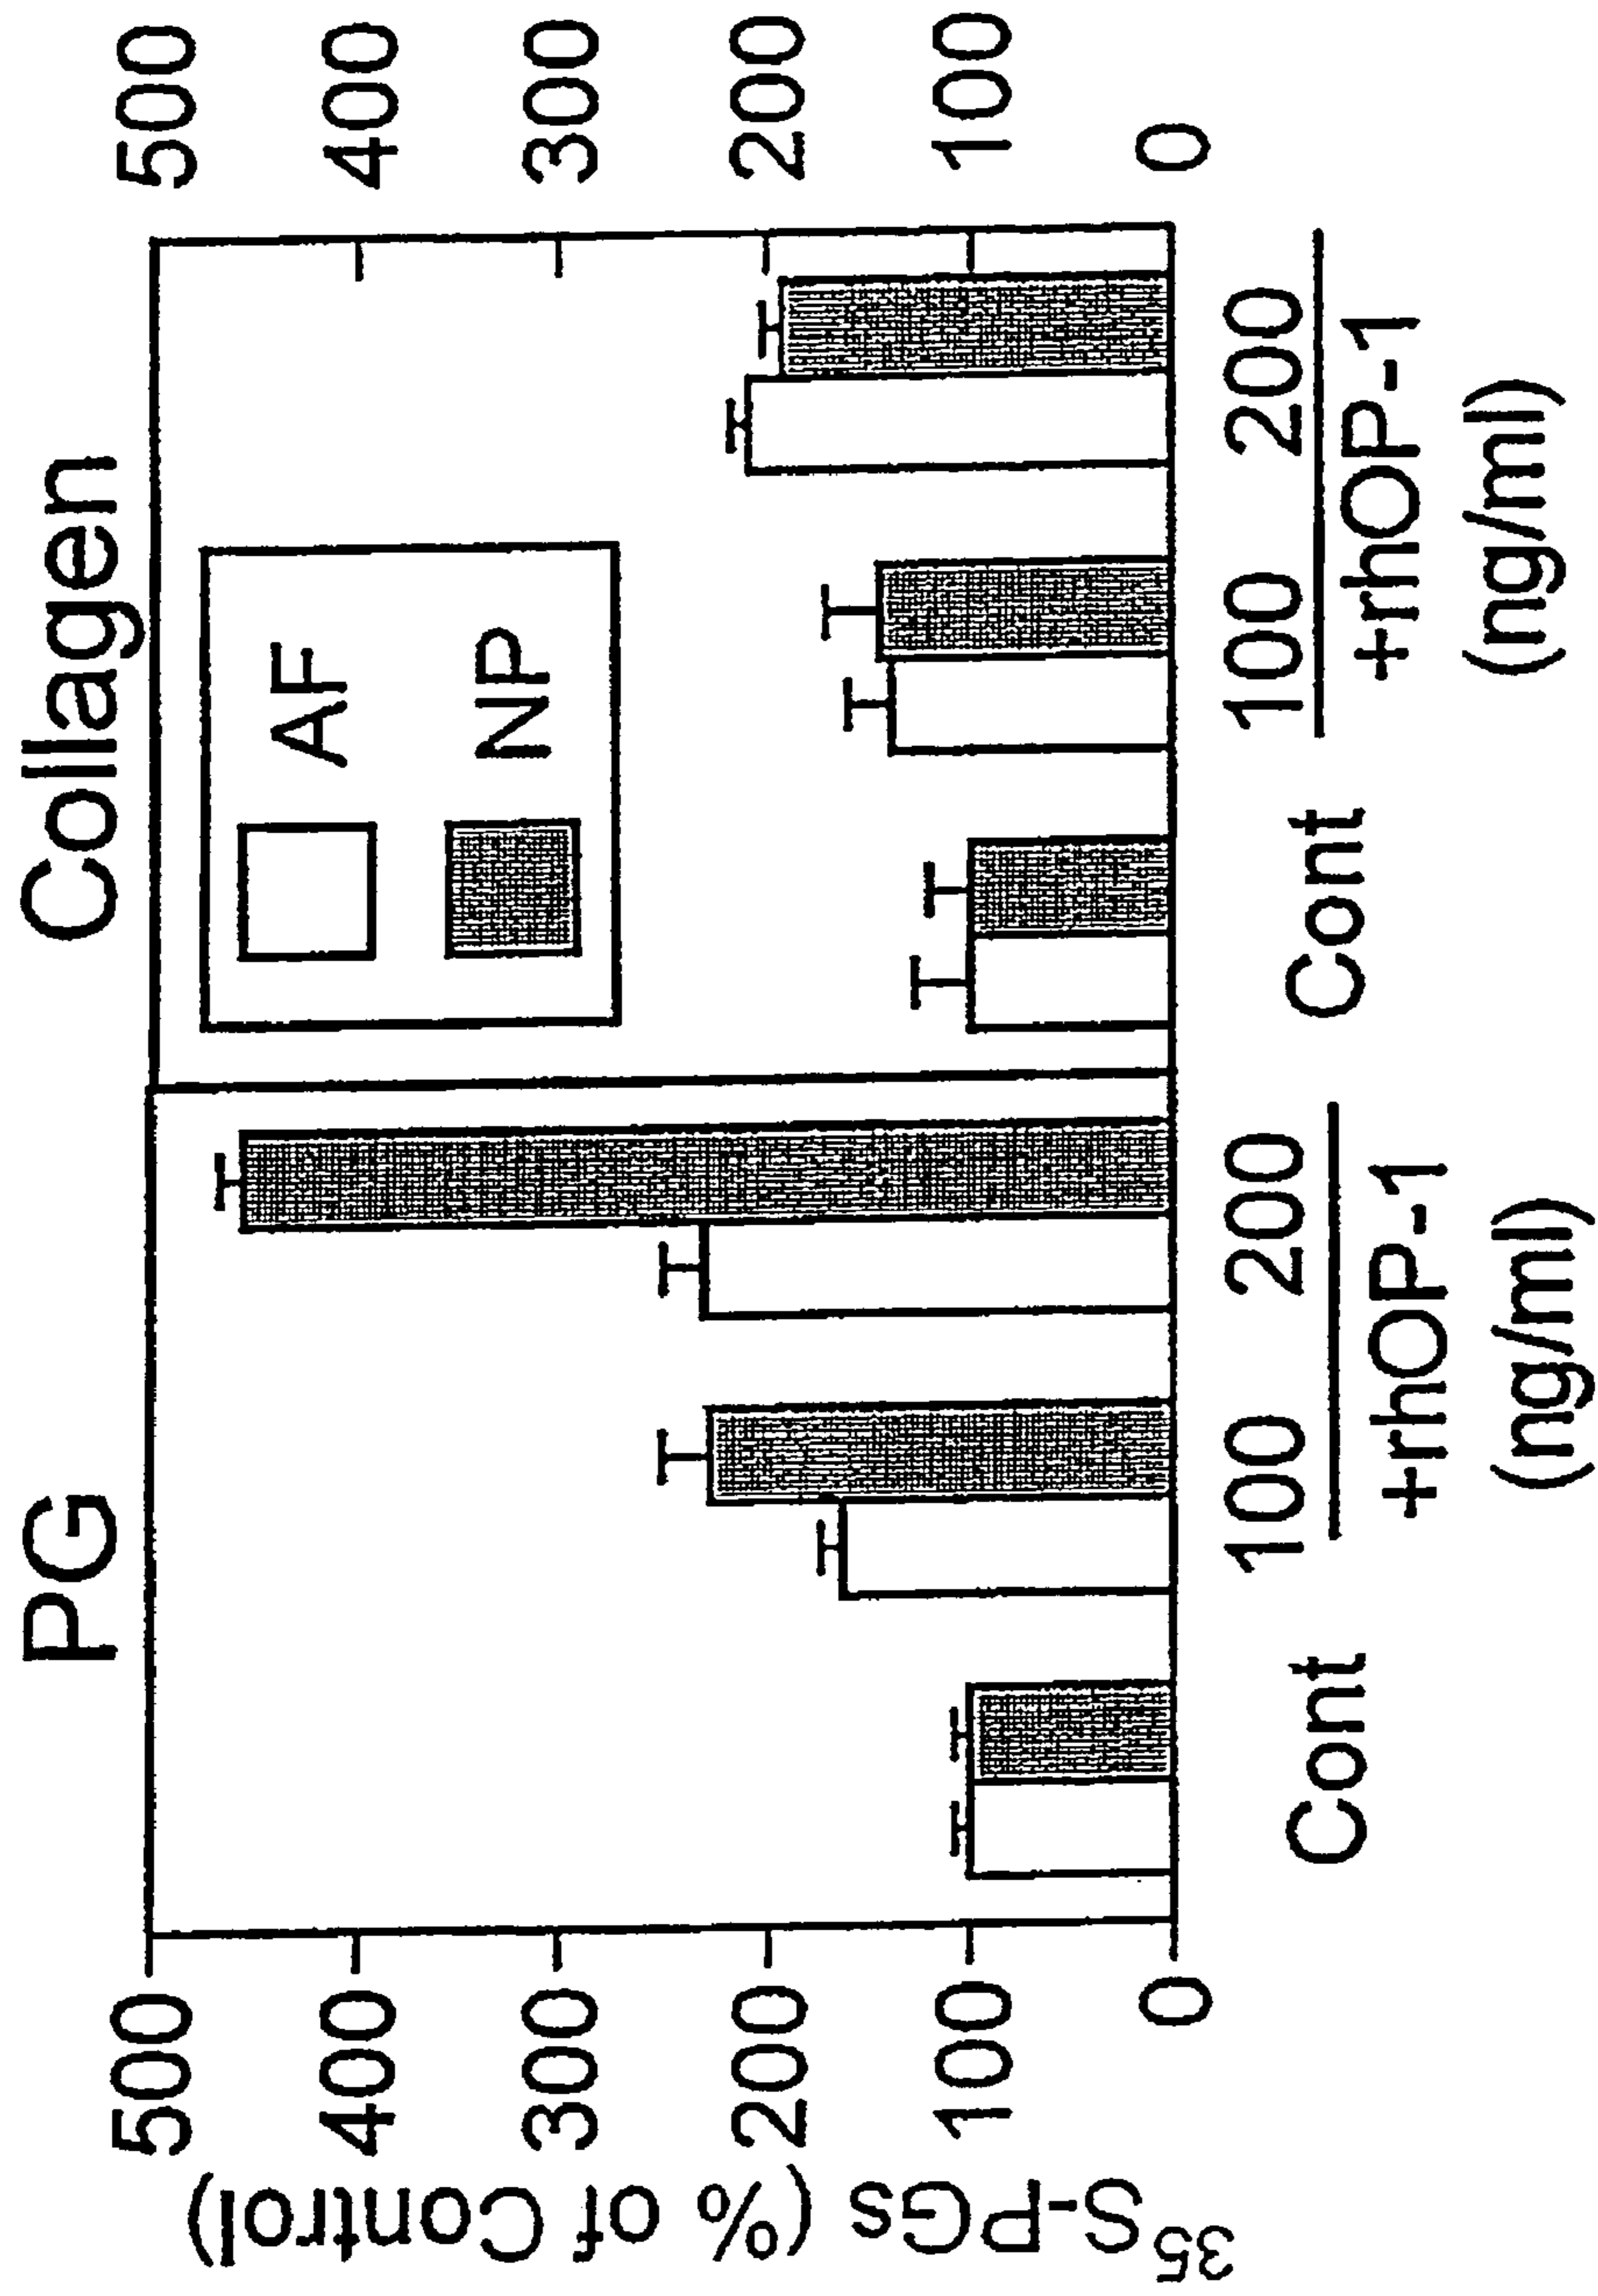 PG
Collagen
³⁵S-PGs (% of Control)
500
400
300
200
100
0
500
400
300
200
100
0
AF
NP
Cont
100
200
+rhOP-1
(ng/ml)
Cont
100
200
+rhOP-1
(ng/ml)